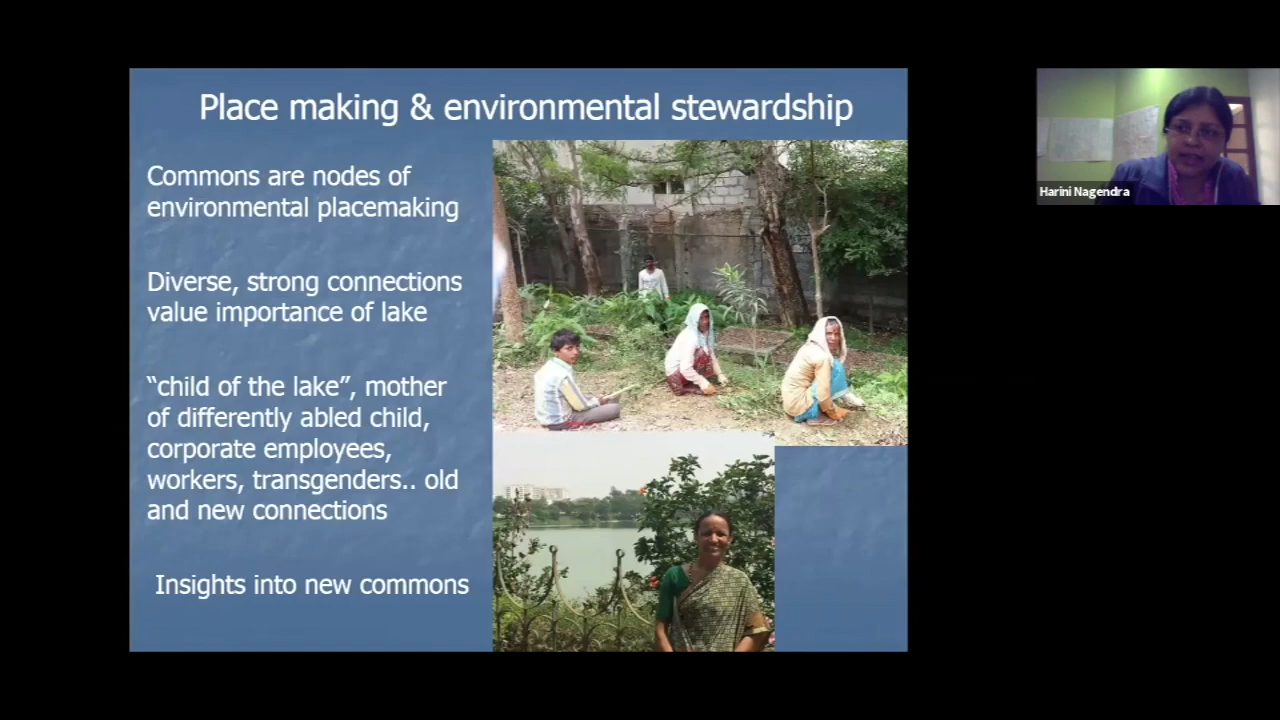 Place making & environmental stewardship
Commons are nodes of
environmental placemaking
Diverse, strong connections
value importance of lake
“child of the lake”, mother
of differently abled child,
corporate employees,
workers, transgenders.. old
and new connections
Insights into new commons
Harini Nagendra